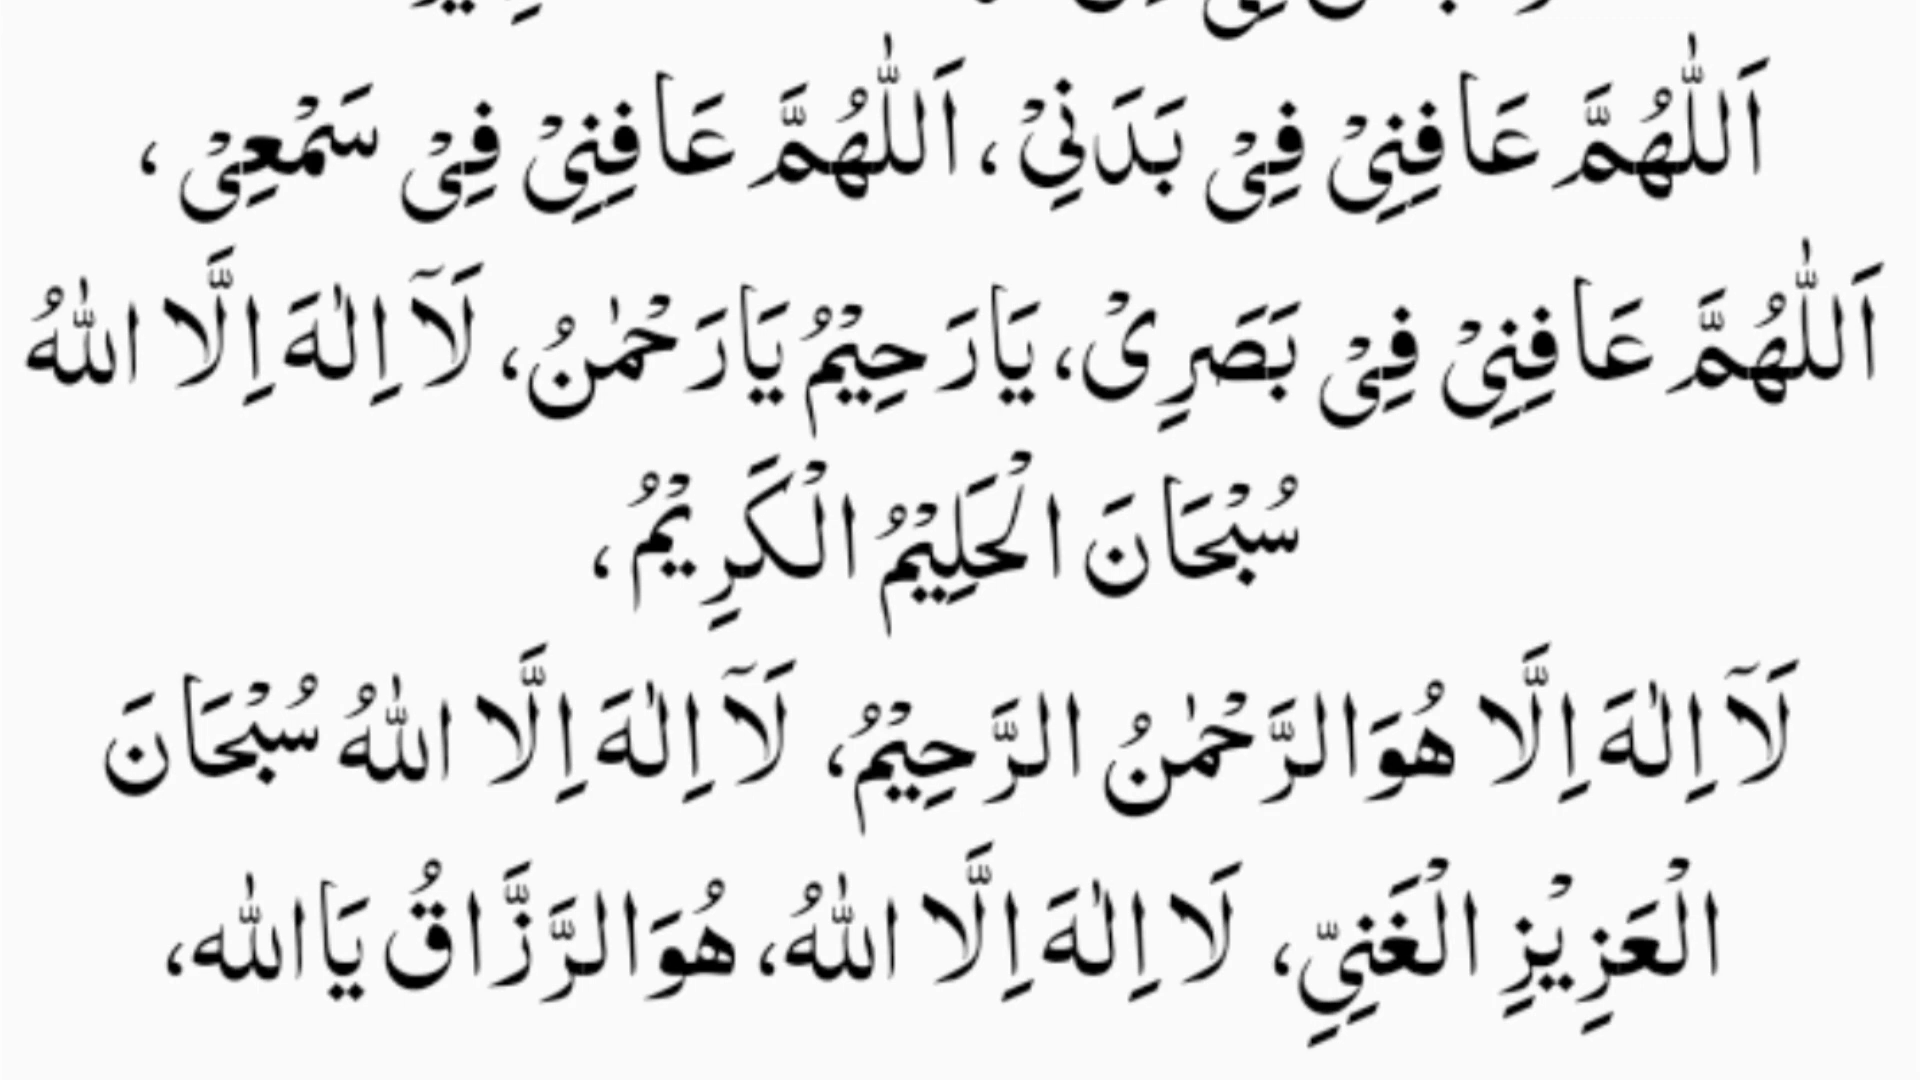 اَللّٰهُمَّ عَافِنِيْ فِيْ بَدَنِيْ، اَللّٰهُمَّ عَافِنِيْ فِيْ سَمْعِيْ،
اَللّٰهُمَّ عَافِنِيْ فِيْ بَصَرِيْ، يَارَحِيْمُ يَارَحْمٰنُ، لَآ اِلٰهَ اِلَّا اللّٰهُ
سُبْحَانَ الْحَلِيْمُ الْكَرِيْمُ،
لَآ اِلٰهَ اِلَّا هُوَالرَّحْمٰنُ الرَّحِيْمُ، لَآ اِلٰهَ اِلَّا اللّٰهُ سُبْحَانَ
الْعَزِيْزِ الْغَنِيِّ، لَا اِلٰهَ اِلَّا اللّٰهُ، هُوَالرَّزَّاقُ يَااللّٰه،